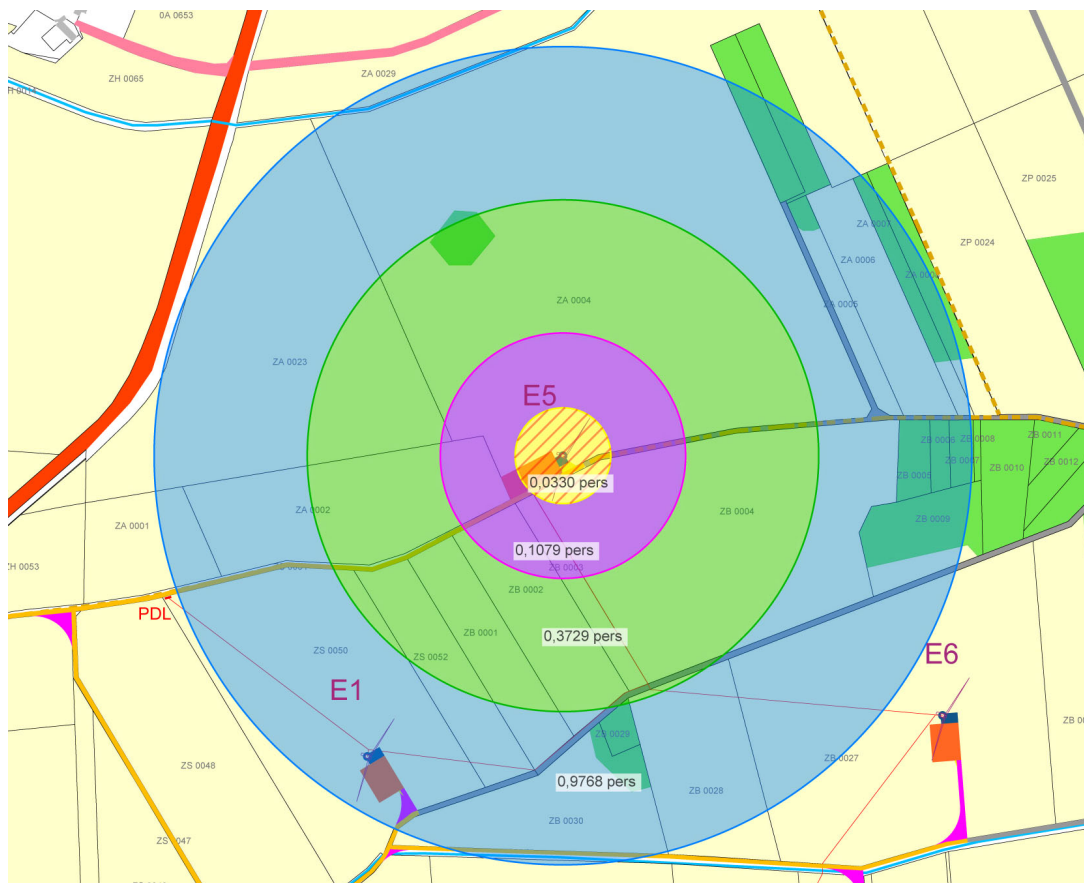 0A 0653
ZH 0065
ZA 0029
ZP 0025
ZP 0024
ZA 0006
ZA 0005
ZA 0004
ZA 0023
E5
ZB 0011
ZB 0006
ZB 0008
ZB 0007
ZB 0012
ZB 0010
ZB 0005
0,0330 pers
ZA 0002
ZB 0004
ZB 0009
ZA 0001
0,1079 pers
ZB 0003
ZB 0002
PDL
ZB 0001
0,3729 pers
ZS 0050
ZS 0052
E6
E1
ZB 0029
ZB 0027
ZS 0048
0,9768 pers
ZB 0028
ZB 0030